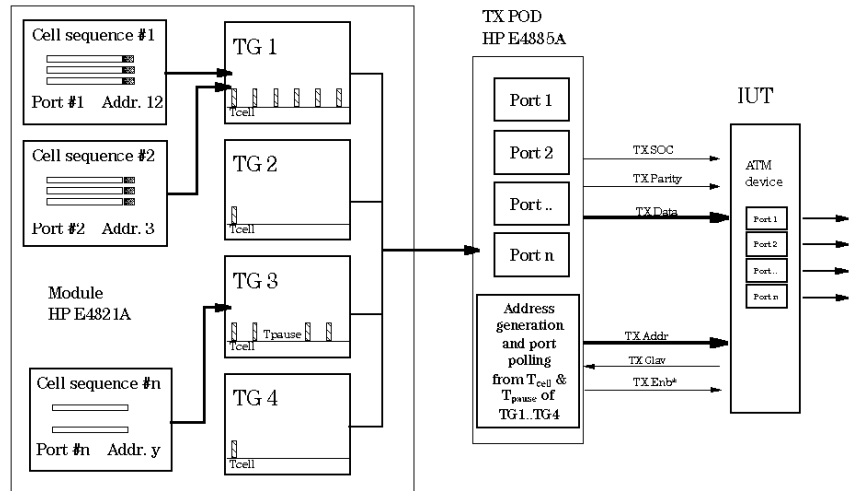 Cell sequence #1
Port #1 Addr. 12
Cell sequence #2
Port #2 Addr. 3
Module
HP E4821A
Cell sequence #n
Port #n Addr. y
TG 1
Tcell
TG 2
Tcell
TG 3
Tpause
Tcell
TG 4
Tcell
TX POD
HP E4835A
Port 1
Port 2
Port ..
Port n
Address
generation
and port
polling
from Tcell &
Tpause of
TG1..TG4
TX SOC
TX Parity
TX Data
TX Addr
TX Clav
TX Enb*
IUT
ATM
device
Port 1
Port 2
Port ..
Port n